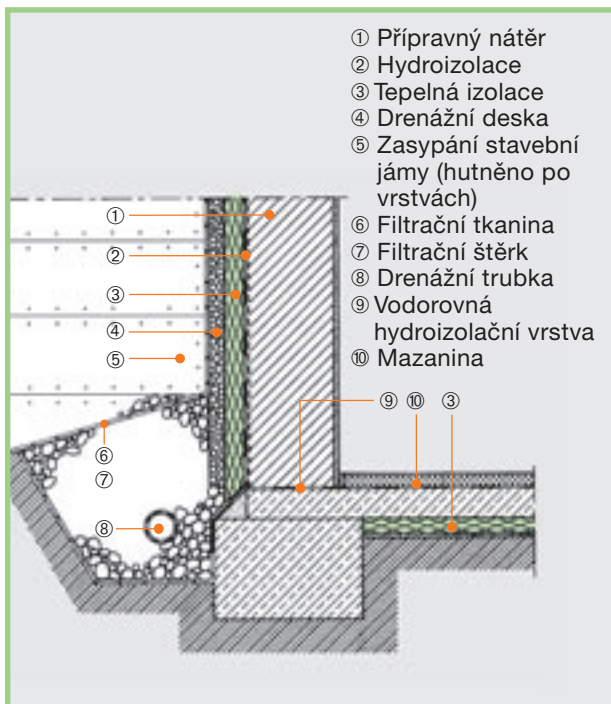 ① Přípravný nátěr
② Hydroizolace
③ Tepelná izolace
④ Drenážní deska
⑤ Zasypání stavební
jámy (hutněno po
vrstvách)
⑥ Filtrační tkanina
⑦ Filtrační štěrk
⑧ Drenážní trubka
⑨ Vodorovná
hydroizolační vrstva
⑩ Mazanina
①
②
③
④
⑤
⑨ ⑩ ③
⑥
⑦
⑧